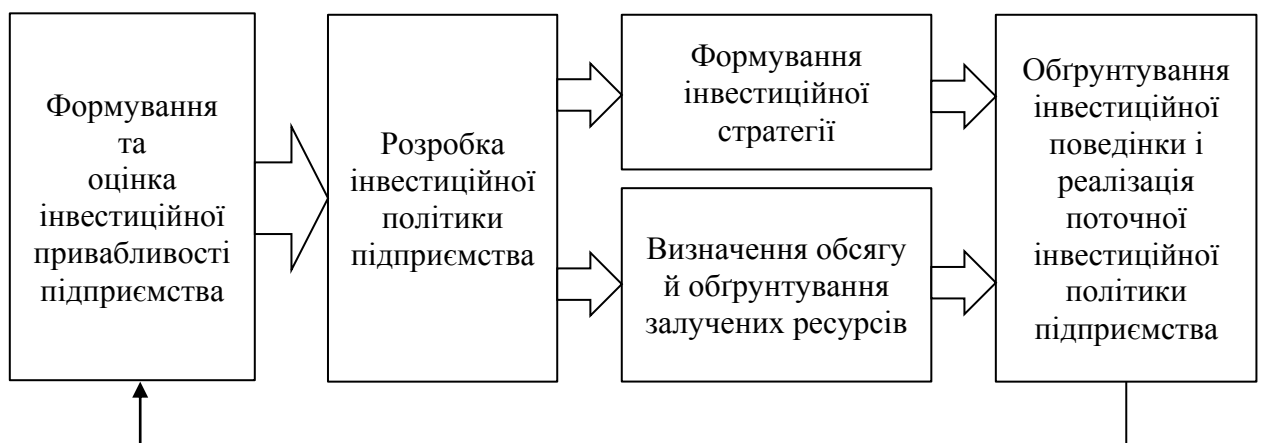 Формування
та
оцінка
інвестиційної
привабливості
підприємства
Розробка
інвестиційної
політики
підприємства
Формування
інвестиційної
стратегії
Визначення обсягу
й обґрунтування
залучених ресурсів
Обґрунтування
інвестиційної
поведінки і
реалізація
поточної
інвестиційної
політики
підприємства